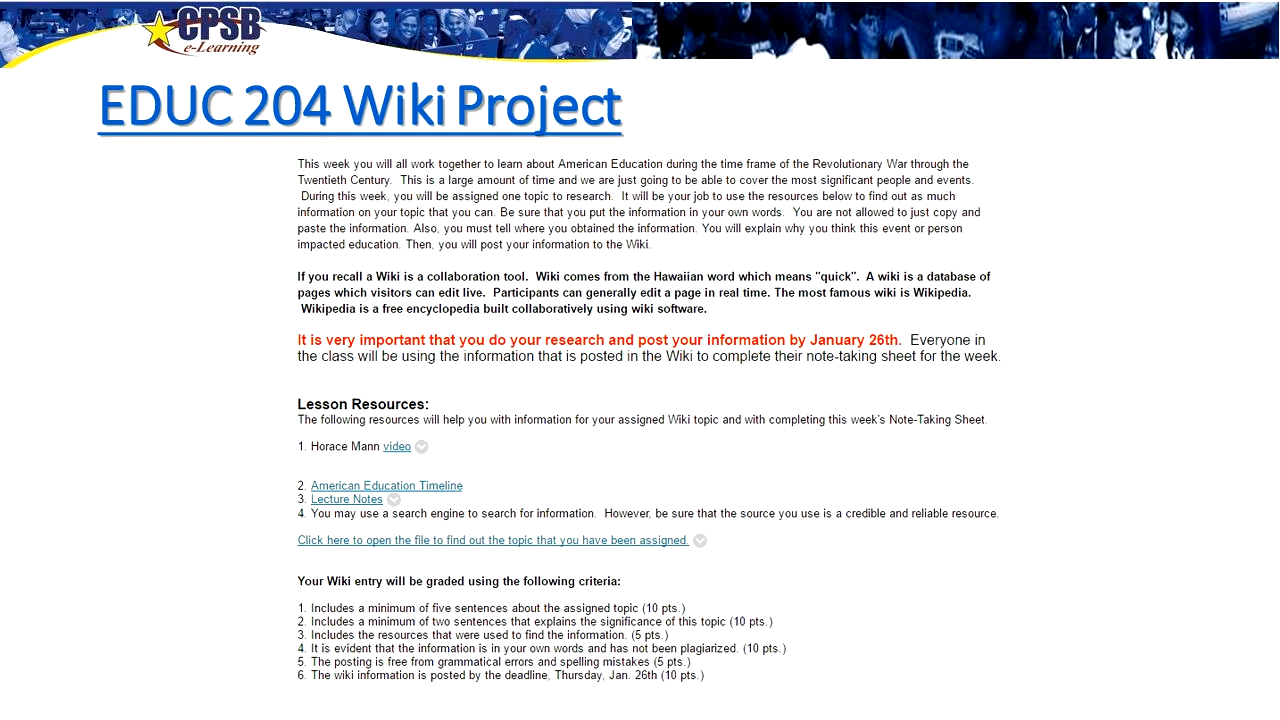 CPSB
e-Learning
EDUC 204 Wiki Project
This week you will all work together to learn about American Education during the time frame of the Revolutionary War through the
Twentieth Century. This is a large amount of time and we are just going to be able to cover the most significant people and events.
During this week, you will be assigned one topic to research. It will be your job to use the resources below to find out as much
information on your topic that you can. Be sure that you put the information in your own words. You are not allowed to just copy and
paste the information. Also, you must tell where you obtained the information. You will explain why you think this event or person
impacted education. Then, you will post your information to the Wiki.
If you recall a Wiki is a collaboration tool. Wiki comes from the Hawaiian word which means "quick". A wiki is a database of
pages which visitors can edit live. Participants can generally edit a page in real time. The most famous wiki is Wikipedia.
Wikipedia is a free encyclopedia built collaboratively using wiki software.
It is very important that you do your research and post your information by January 26th. Everyone in
the class will be using the information that is posted in the Wiki to complete their note-taking sheet for the week.
Lesson Resources:
The following resources will help you with information for your assigned Wiki topic and with completing this week's Note-Taking Sheet.
1. Horace Mann video
2. American Education Timeline
3. Lecture Notes
4. You may use a search engine to search for information. However, be sure that the source you use is a credible and reliable resource.
Click here to open the file to find out the topic that you have been assigned.
Your Wiki entry will be graded using the following criteria:
1. Includes a minimum of five sentences about the assigned topic (10 pts.)
2. Includes a minimum of two sentences that explains the significance of this topic (10 pts.)
3. Includes the resources that were used to find the information. (5 pts.)
4. It is evident that the information is in your own words and has not been plagiarized. (10 pts.)
5. The posting is free from grammatical errors and spelling mistakes (5 pts.)
6. The wiki information is posted by the deadline, Thursday, Jan. 26th (10 pts.)